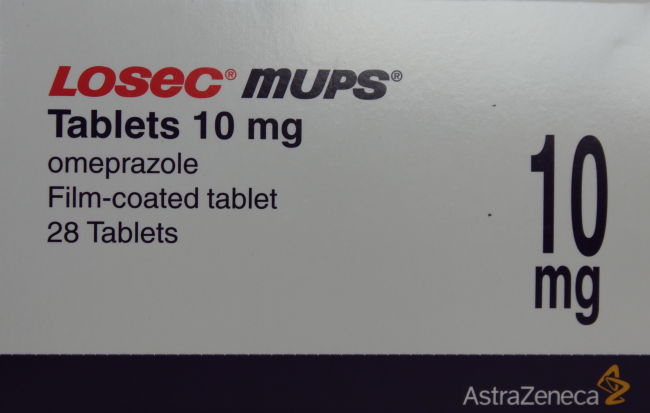 Losec® MUPS®
Tablets 10 mg
omeprazole
Film-coated tablet
28 Tablets
10
mg
AstraZeneca